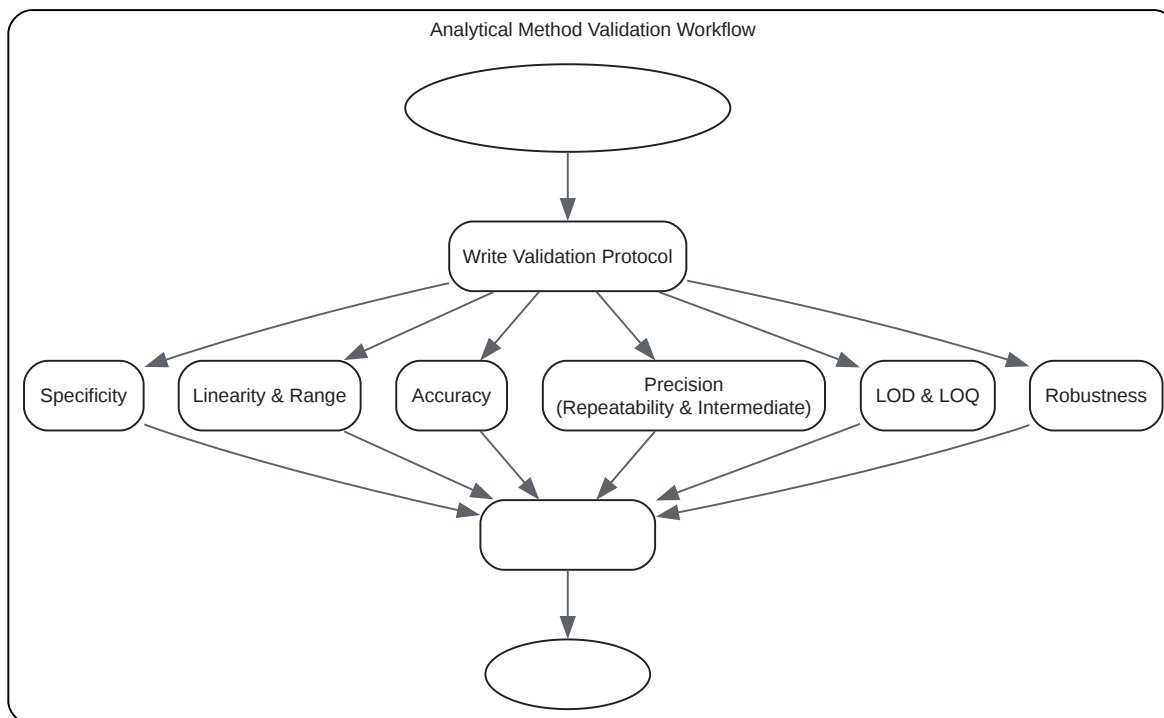 Analytical Method Validation Workflow
Write Validation Protocol
Specificity
Linearity & Range
Accuracy
Precision
(Repeatability & Intermediate)
LOD & LOQ
Robustness